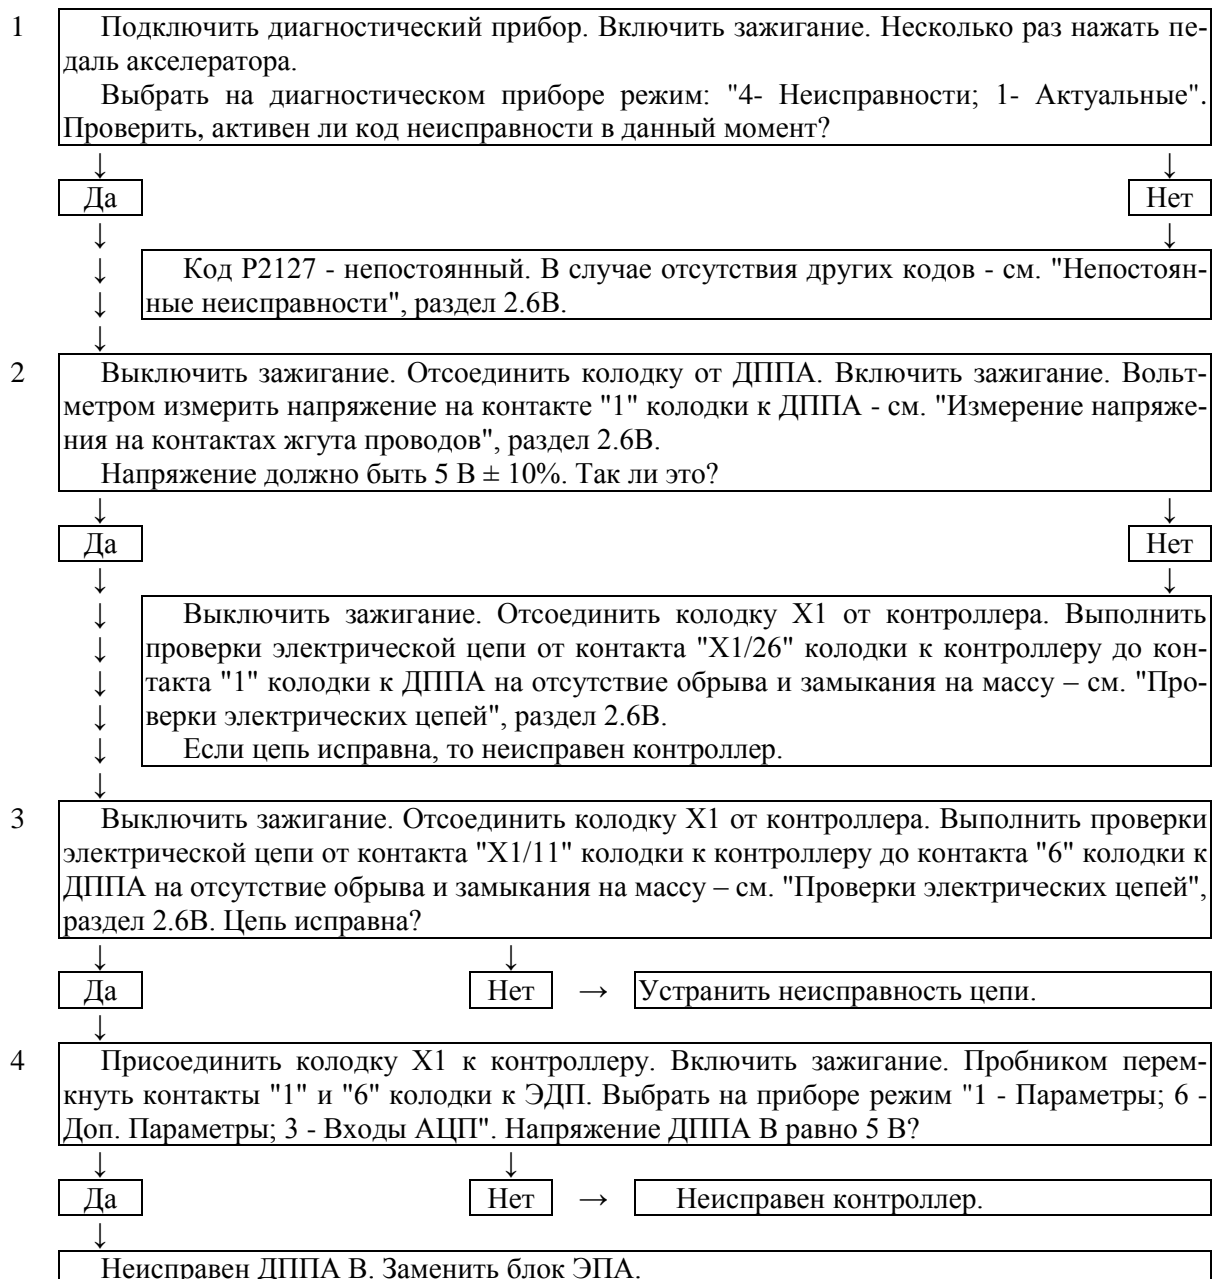 1 Подключить диагностический прибор. Включить зажигание. Несколько раз нажать пе-
даль акселератора.
Выбрать на диагностическом приборе режим: "4- Неисправности; 1- Актуальные".
Проверить, активен ли код неисправности в данный момент?
↓ ↓
Да Нет
↓ ↓
↓ Код Р2127 - непостоянный. В случае отсутствия других кодов - см. "Непостоян-
↓ ные неисправности", раздел 2.6В.
↓
2 Выключить зажигание. Отсоединить колодку от ДППА. Включить зажигание. Вольт-
метром измерить напряжение на контакте "1" колодки к ДППА - см. "Измерение напряже-
ния на контактах жгута проводов", раздел 2.6В.
Напряжение должно быть 5 В ± 10%. Так ли это?
↓ ↓
Да Нет
↓ ↓
↓ Выключить зажигание. Отсоединить колодку Х1 от контроллера. Выполнить
↓ проверки электрической цепи от контакта "Х1/26" колодки к контроллеру до кон-
↓ такта "1" колодки к ДППА на отсутствие обрыва и замыкания на массу – см. "Про-
↓ верки электрических цепей", раздел 2.6В.
↓ Если цепь исправна, то неисправен контроллер.
↓
3 Выключить зажигание. Отсоединить колодку Х1 от контроллера. Выполнить проверки
электрической цепи от контакта "Х1/11" колодки к контроллеру до контакта "6" колодки к
ДППА на отсутствие обрыва и замыкания на массу – см. "Проверки электрических цепей",
раздел 2.6В. Цепь исправна?
↓ ↓
Да Нет → Устранить неисправность цепи.
↓
4 Присоединить колодку Х1 к контроллеру. Включить зажигание. Пробником перем-
кнуть контакты "1" и "6" колодки к ЭДП. Выбрать на приборе режим "1 - Параметры; 6 -
Доп. Параметры; 3 - Входы АЦП". Напряжение ДППА В равно 5 В?
↓ ↓
Да Нет → Неисправен контроллер.
↓
Неисправен ДППА В. Заменить блок ЭПА.